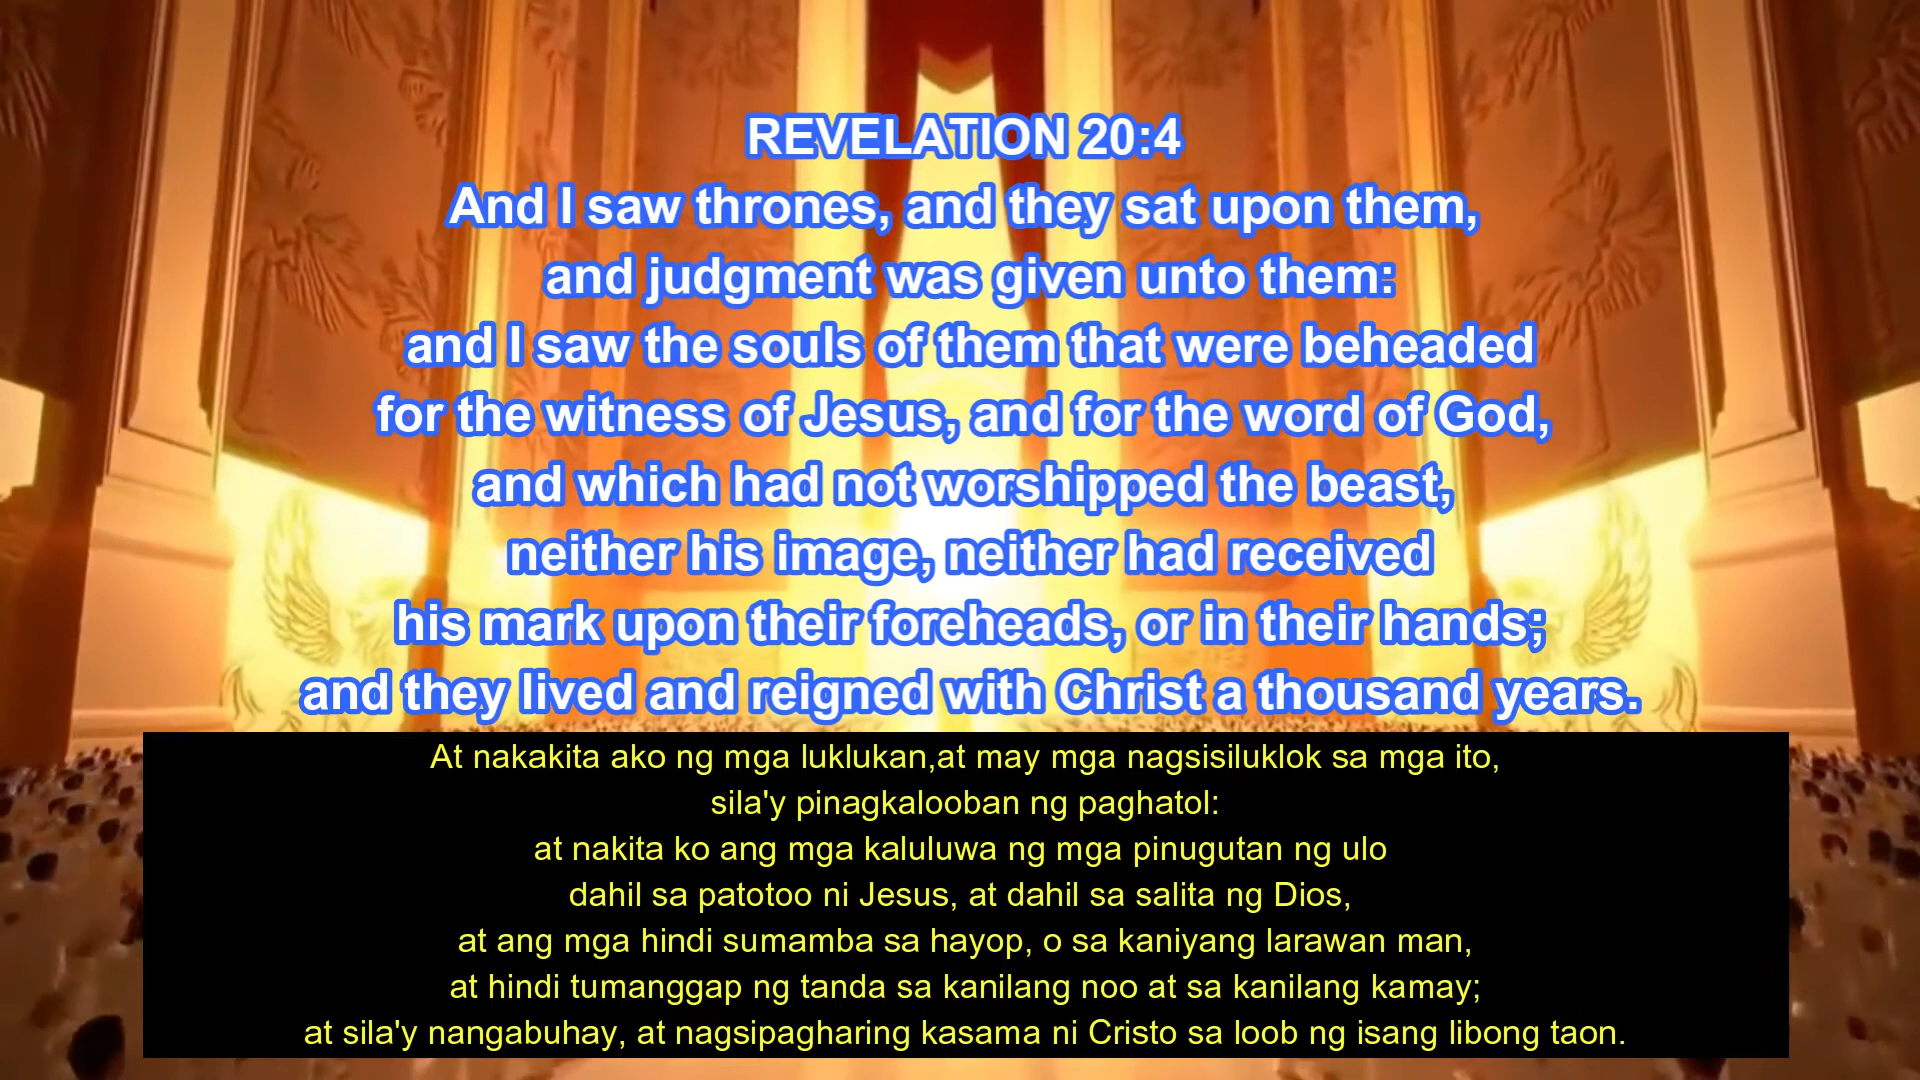 REVELATION 20:4
And I saw thrones, and they sat upon them,
and judgment was given unto them:
and I saw the souls of them that were beheaded
for the witness of Jesus, and for the word of God,
and which had not worshipped the beast,
neither his image, neither had received
his mark upon their foreheads, or in their hands;
and they lived and reigned with Christ a thousand years.
At nakakita ako ng mga luklukan,at may mga nagsisiluklok sa mga ito,
sila'y pinagkalooban ng paghatol:
at nakita ko ang mga kaluluwa ng mga pinugutan ng ulo
dahil sa patotoo ni Jesus, at dahil sa salita ng Dios,
at ang mga hindi sumamba sa hayop, o sa kaniyang larawan man,
at hindi tumanggap ng tanda sa kanilang noo at sa kanilang kamay;
at sila'y nangabuhay, at nagsipagharing kasama ni Cristo sa loob ng isang libong taon.